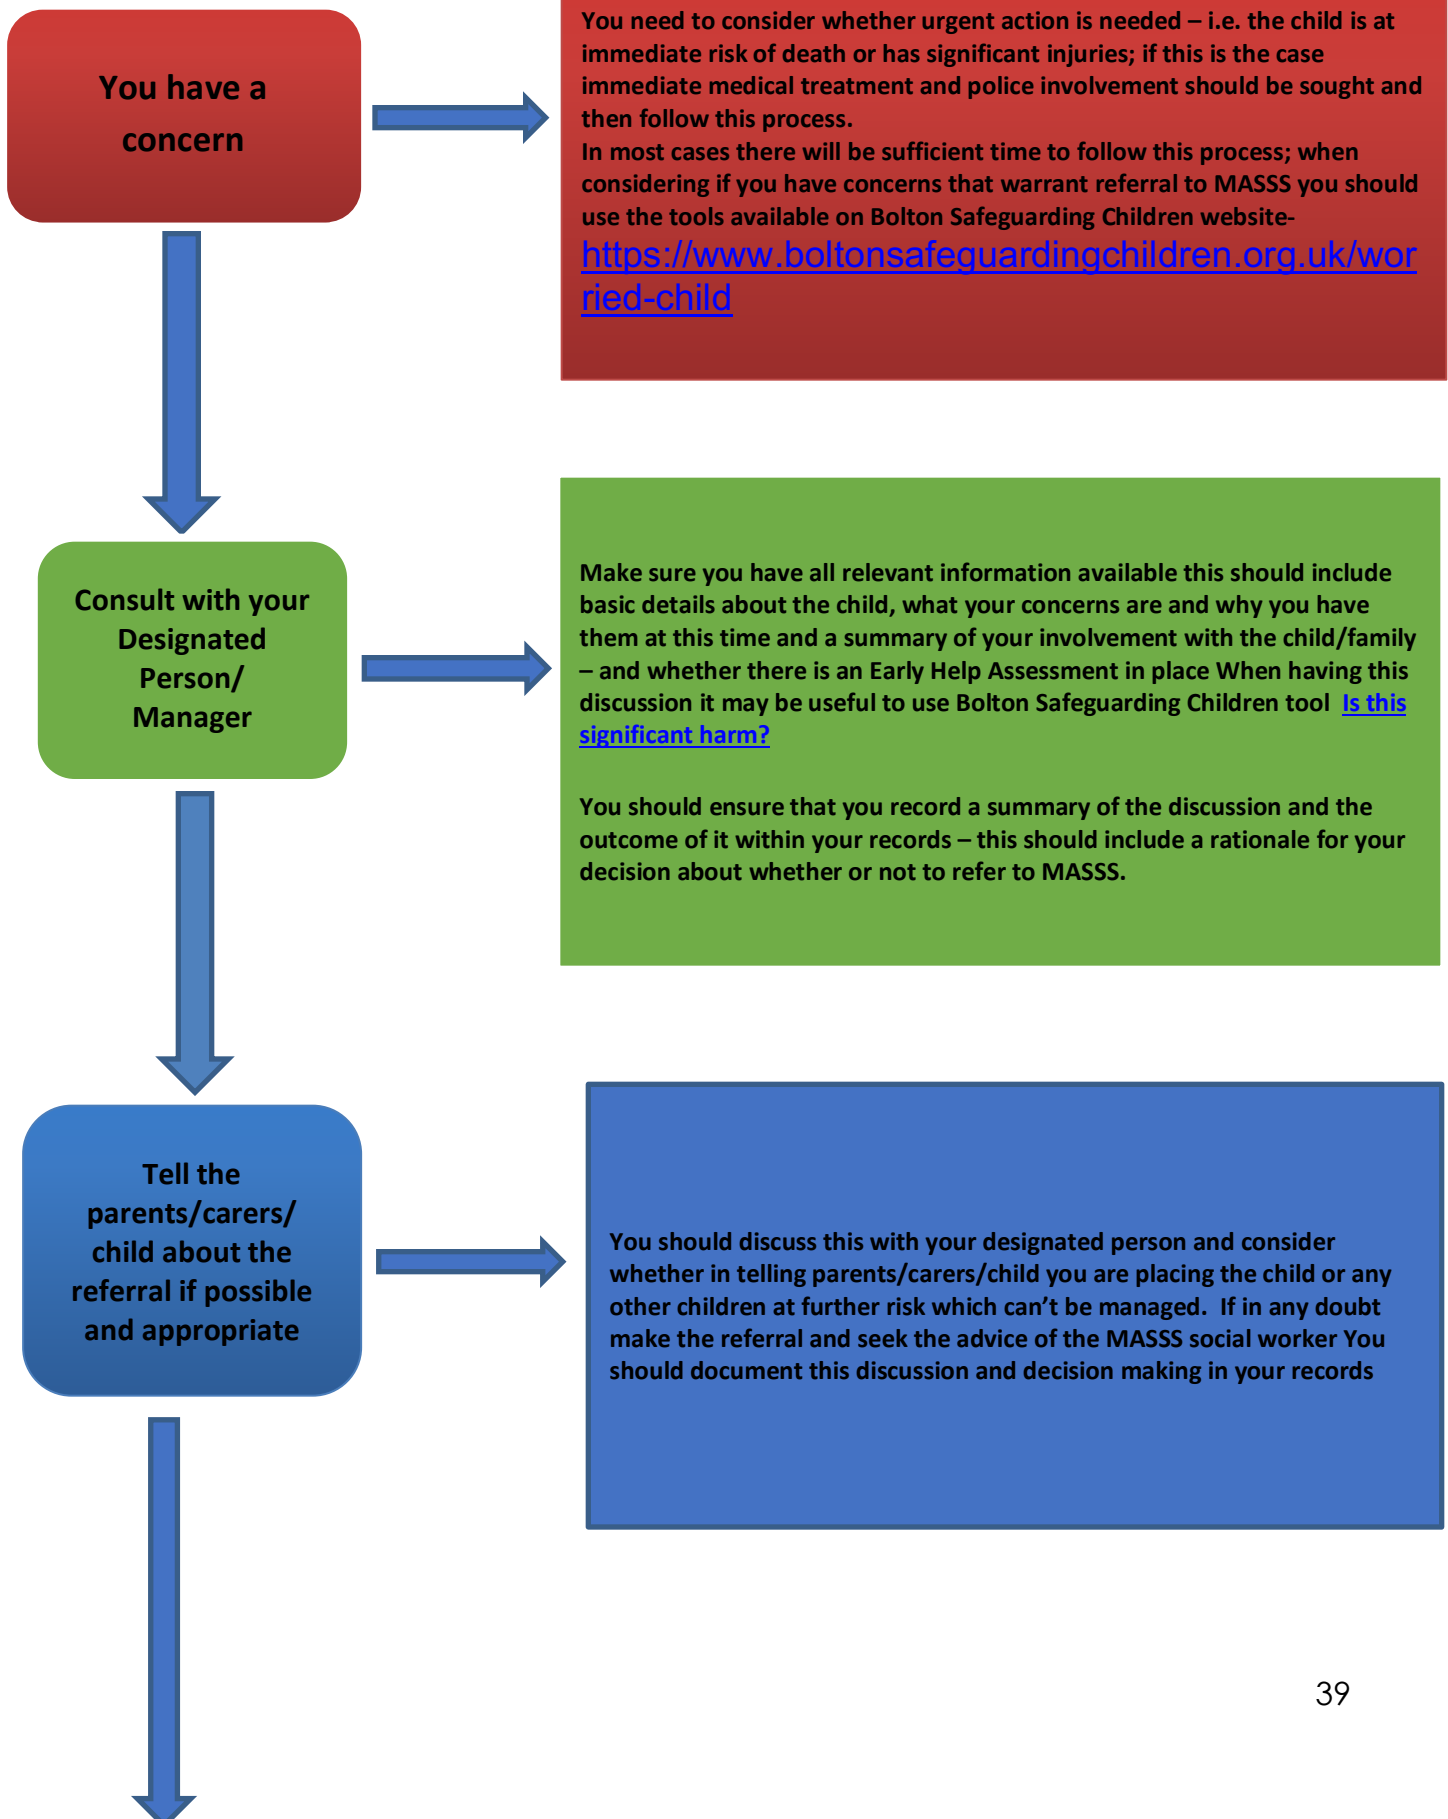 You have a
concern
You need to consider whether urgent action is needed – i.e. the child is at
immediate risk of death or has significant injuries; if this is the case
immediate medical treatment and police involvement should be sought and
then follow this process.
In most cases there will be sufficient time to follow this process; when
considering if you have concerns that warrant referral to MASSS you should
use the tools available on Bolton Safeguarding Children website-
https://www.boltonsafeguardingchildren.org.uk/wor
ried-child
Consult with your
Designated
Person/
Manager
Make sure you have all relevant information available this should include
basic details about the child, what your concerns are and why you have
them at this time and a summary of your involvement with the child/family
– and whether there is an Early Help Assessment in place When having this
discussion it may be useful to use Bolton Safeguarding Children tool  Is this
significant harm?
You should ensure that you record a summary of the discussion and the
outcome of it within your records – this should include a rationale for your
decision about whether or not to refer to MASSS.
Tell the
parents/carers/
child about the
referral if possible
and appropriate
You should discuss this with your designated person and consider
whether in telling parents/carers/child you are placing the child or any
other children at further risk which can’t be managed.  If in any doubt
make the referral and seek the advice of the MASSS social worker You
should document this discussion and decision making in your records
39